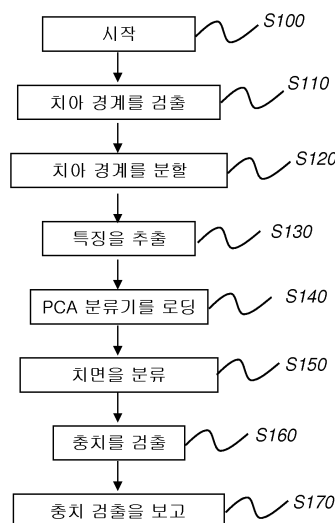 시작 S100
치아 경계를 검출 S110
치아 경계를 분할 S120
특징을 추출 S130
PCA 분류기를 로딩 S140
치면을 분류 S150
충치를 검출 S160
충치 검출을 보고 S170